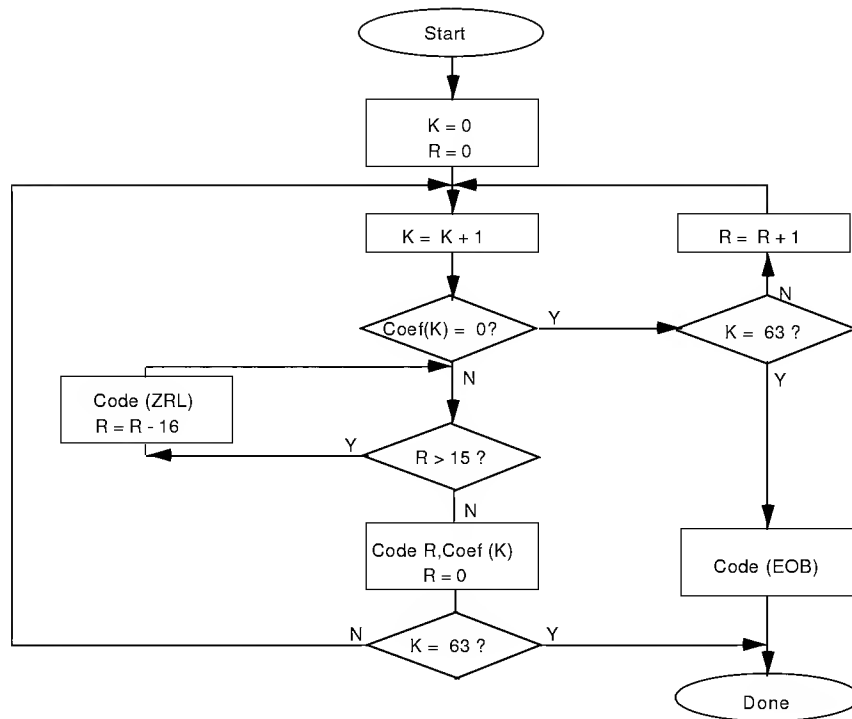 Start
K = 0
R = 0
K = K + 1
R = R + 1
N
Coef(K) = 0?
Y
K = 63 ?
N
Y
Code (ZRL)
R = R - 16
Y
R > 15 ?
N
Code R,Coef (K)
R = 0
Code (EOB)
N
K = 63 ?
Y
Done